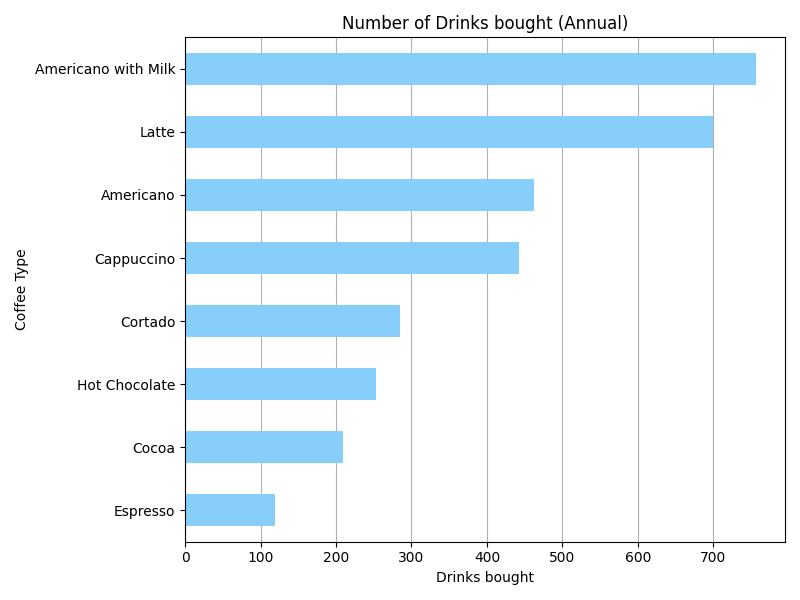 Number of Drinks bought (Annual)
Americano with Milk
Latte
Americano
Cappuccino
Cortado
Hot Chocolate
Cocoa
Espresso
Coffee Type
0 100 200 300 400 500 600 700
Drinks bought